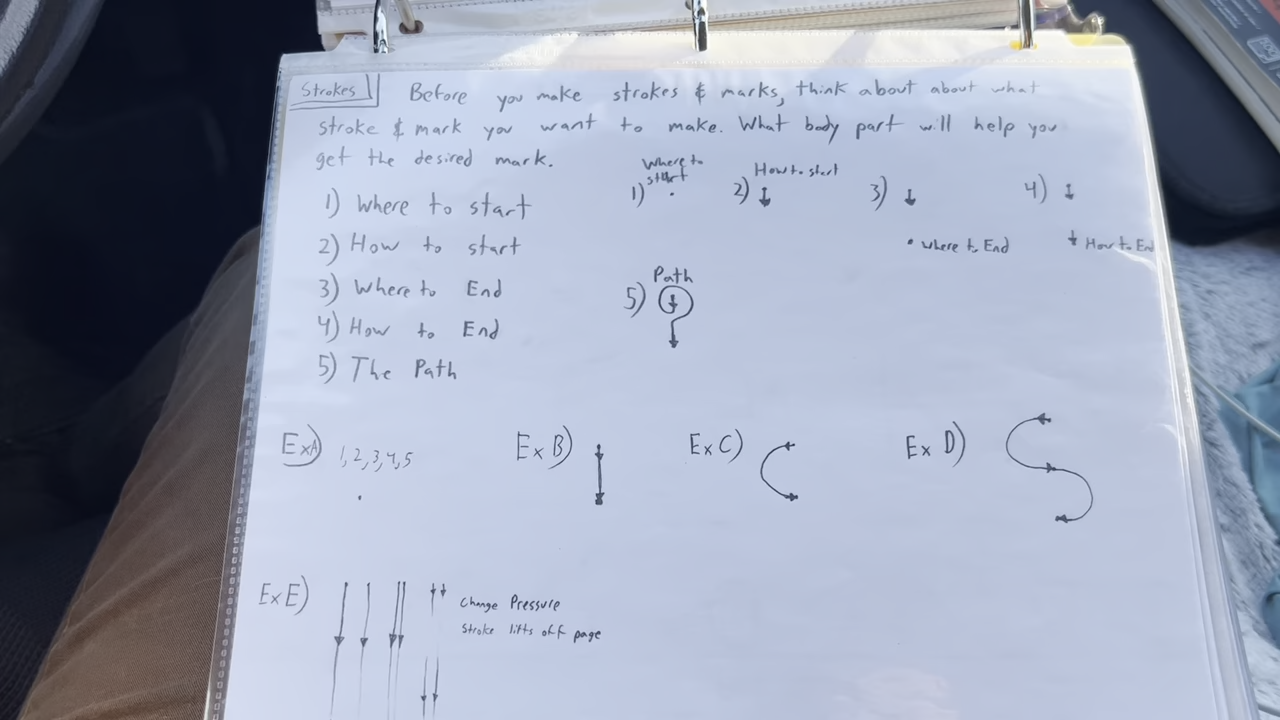 Strokes
Before you make strokes & marks, think about about what
stroke & mark you want to make. What body part will help you
get the desired mark.
1) Where to start
2) How to start
3) Where to End
4) How to End
5) The Path
1) Where to
start
2) How to start
3)
• where to End
4)
How to End
5) Path
Ex A) 1,2,3,4,5
Ex B)
Ex C)
Ex D)
Ex E)
Change Pressure
Stroke lifts off page